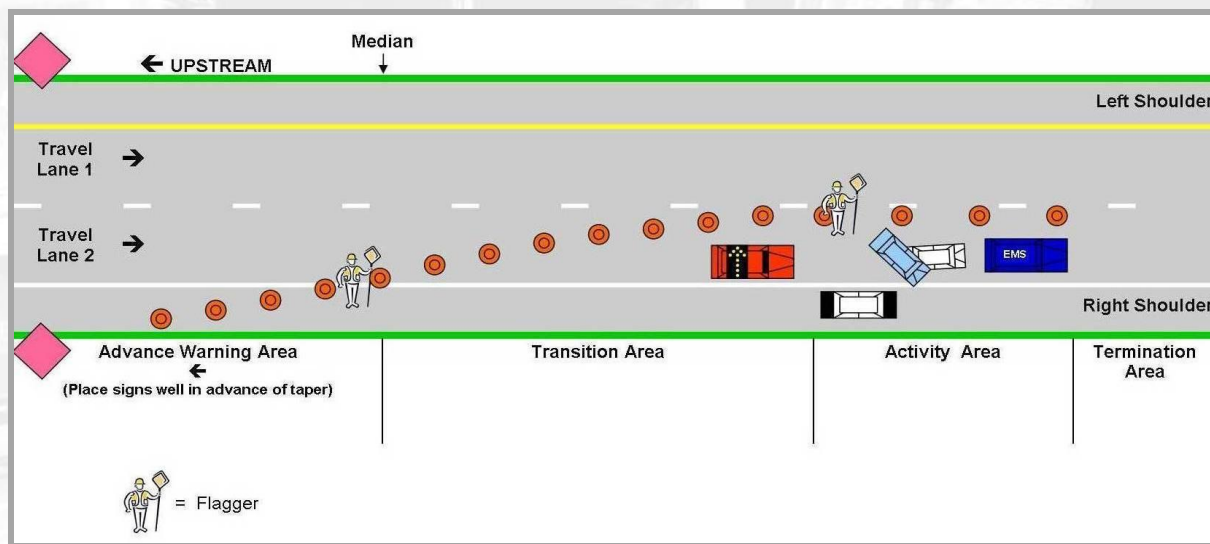 Median
← UPSTREAM
Left Shoulder
Travel
Lane 1 →
Travel
Lane 2 →
EMS
Right Shoulder
Advance Warning Area
←
(Place signs well in advance of taper)
Transition Area
Activity Area
Termination
Area
= Flagger